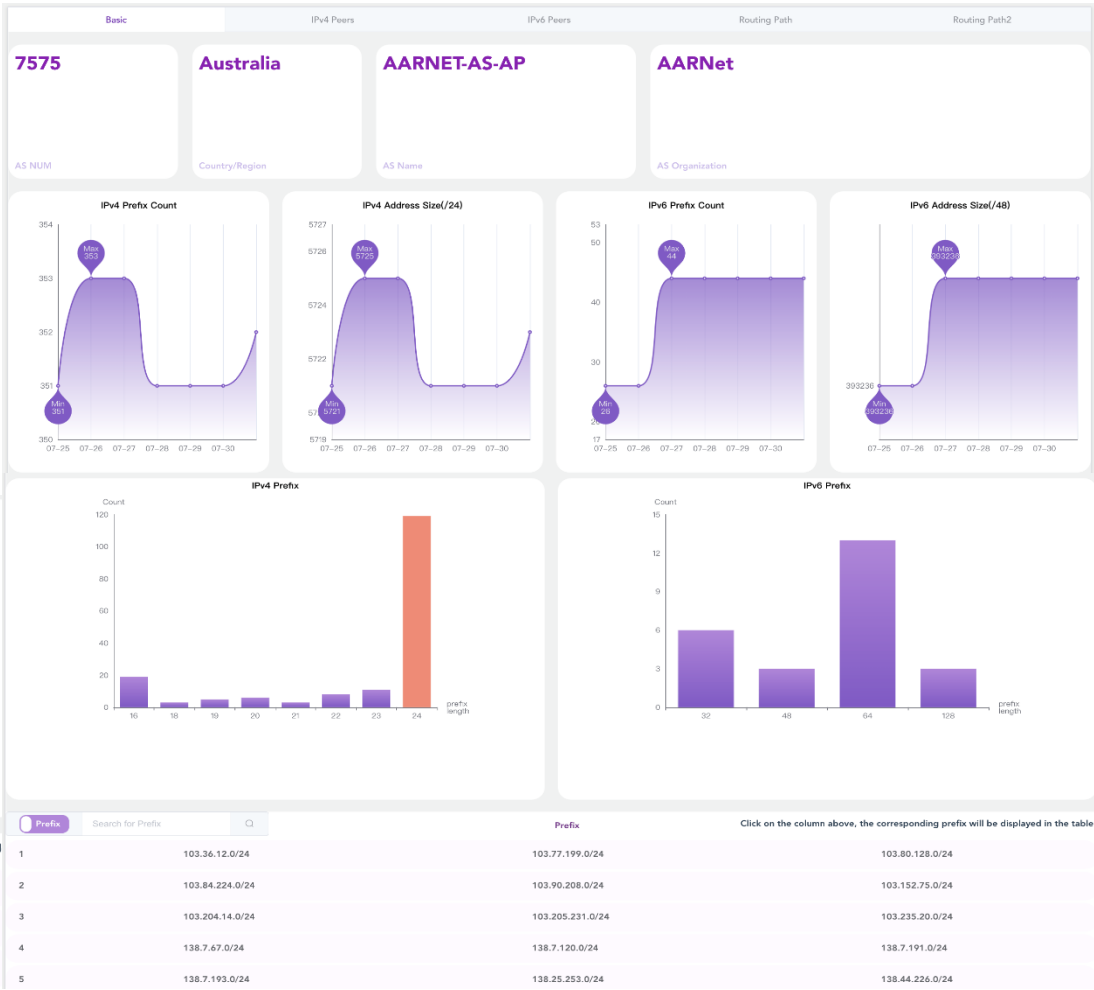 Basic IPv4 Peers IPv6 Peers Routing Path Routing Path2
7575 Australia AARNET-AS-AP AARNet
AS NUM Country/Region AS Name AS Organization
IPv4 Prefix Count
354
353
352
351
350
Max
353
Min
351
07-25 07-26 07-27 07-28 07-29 07-30
IPv4 Address Size(/24)
5727
5726
5724
5722
5719
Max
5725
Min
5721
07-25 07-26 07-27 07-28 07-29 07-30
IPv6 Prefix Count
53
50
40
30
17
Max
44
Min
26
07-25 07-26 07-27 07-28 07-29 07-30
IPv6 Address Size(/48)
393236
Max
393238
Min
393236
07-25 07-26 07-27 07-28 07-29 07-30
IPv4 Prefix
Count
120
100
80
60
40
20
0
16 18 19 20 21 22 23 24
prefix
length
IPv6 Prefix
Count
15
12
9
6
3
0
32 48 64 128
prefix
length
Prefix Search for Prefix Prefix Click on the column above, the corresponding prefix will be displayed in the table
1 103.36.12.0/24 103.77.199.0/24 103.80.128.0/24
2 103.84.224.0/24 103.90.208.0/24 103.152.75.0/24
3 103.204.14.0/24 103.205.231.0/24 103.235.20.0/24
4 138.7.67.0/24 138.7.120.0/24 138.7.191.0/24
5 138.7.193.0/24 138.25.253.0/24 138.44.226.0/24